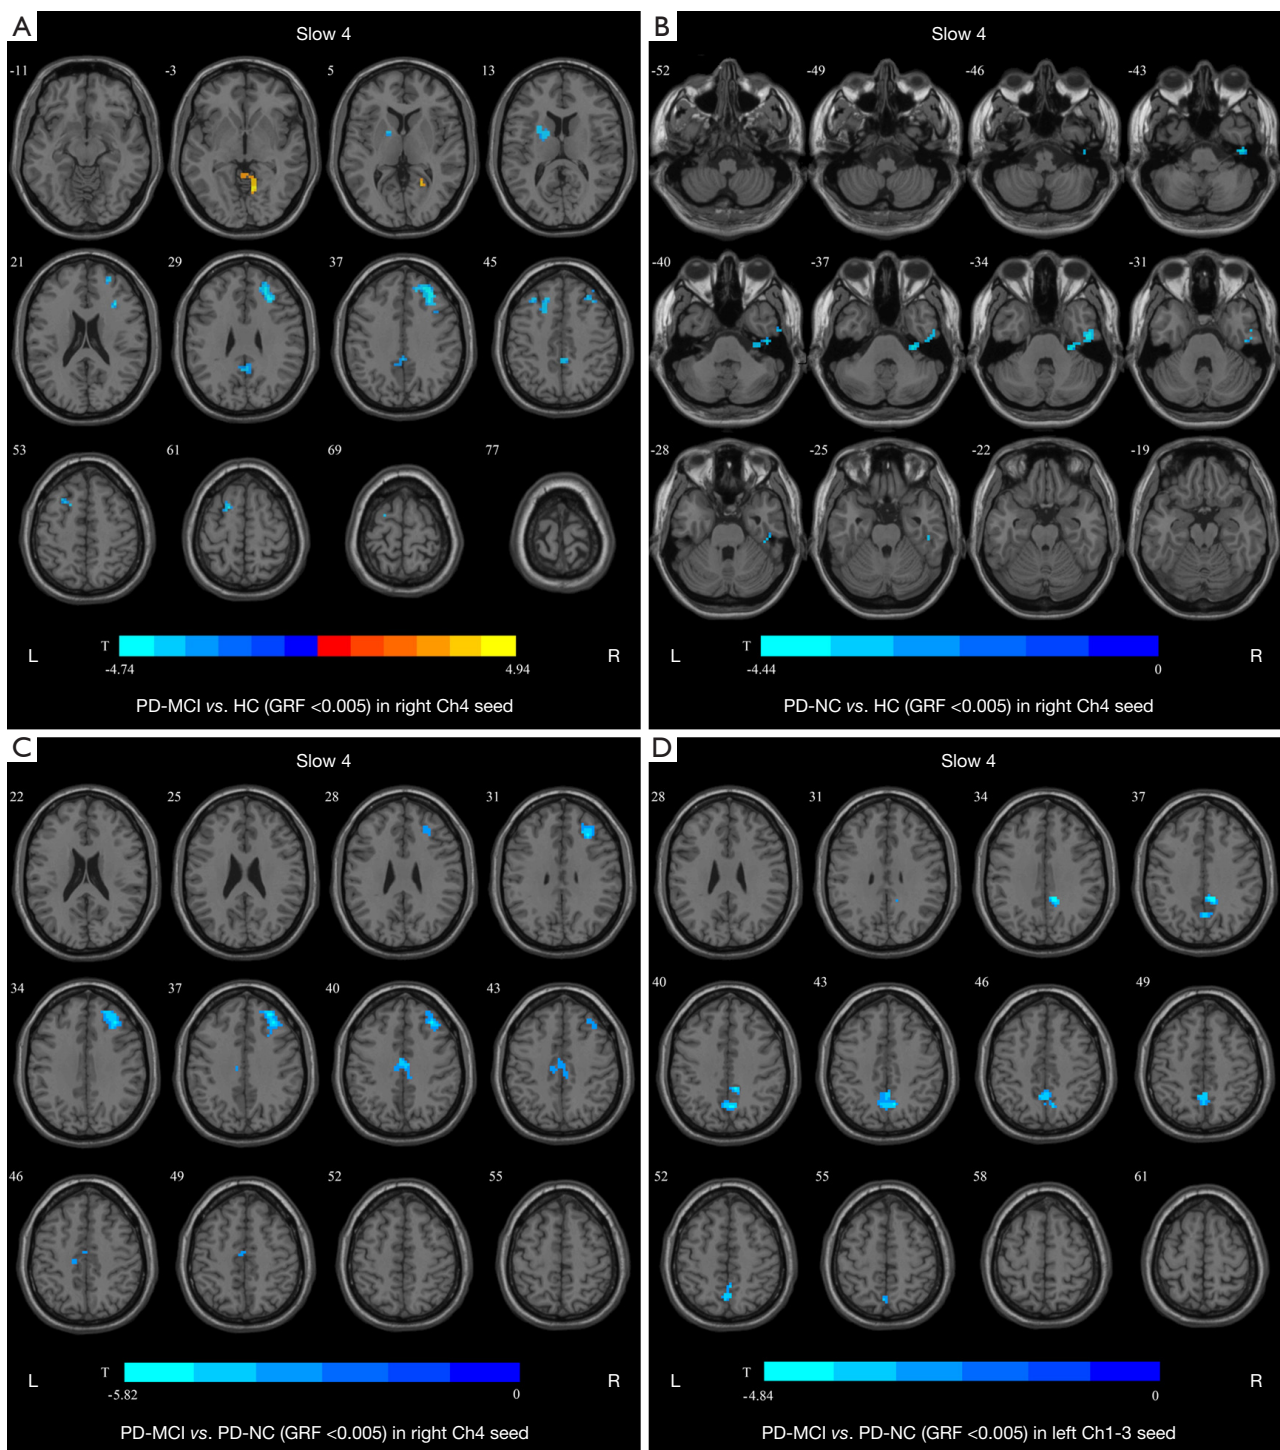 A
Slow 4
-11 -3 5 13
21 29 37 45
53 61 69 77
T
-4.74 4.94
L R
PD-MCI vs. HC (GRF <0.005) in right Ch4 seed
B
Slow 4
-52 -49 -46 -43
-40 -37 -34 -31
-28 -25 -22 -19
T
-4.44 0
L R
PD-NC vs. HC (GRF <0.005) in right Ch4 seed
C
Slow 4
22 25 28 31
34 37 40 43
46 49 52 55
T
-5.82 0
L R
PD-MCI vs. PD-NC (GRF <0.005) in right Ch4 seed
D
Slow 4
28 31 34 37
40 43 46 49
52 55 58 61
T
-4.84 0
L R
PD-MCI vs. PD-NC (GRF <0.005) in left Ch1-3 seed